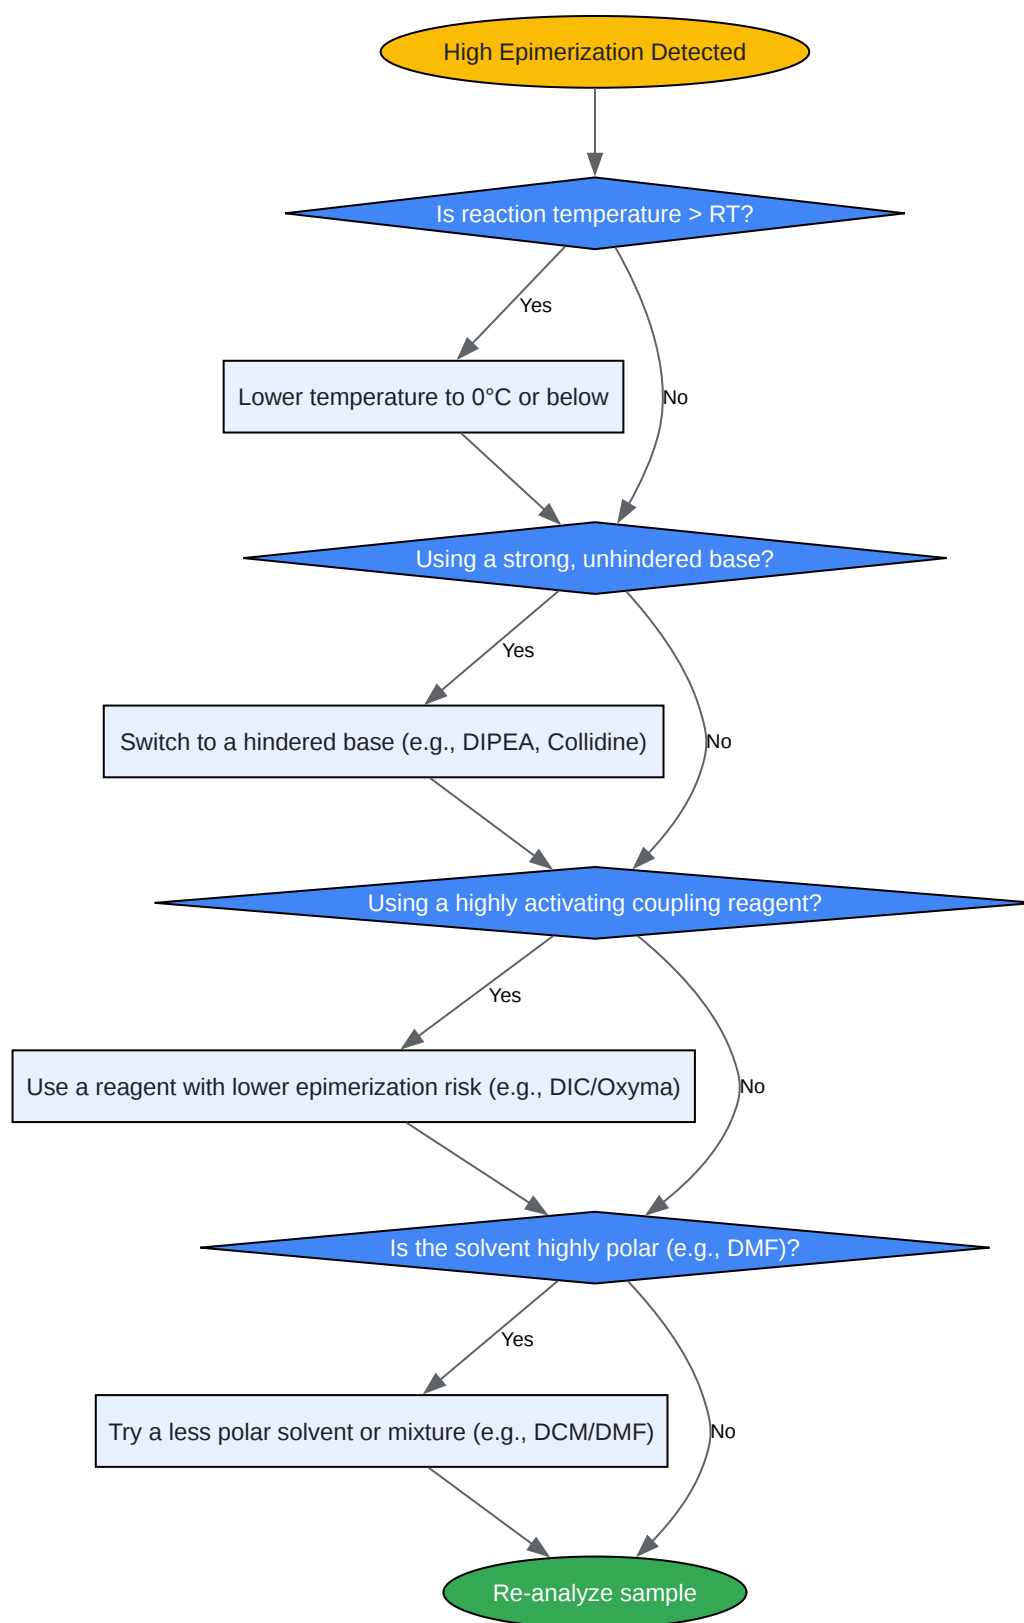 High Epimerization Detected
Is reaction temperature > RT?
Yes
Lower temperature to 0°C or below
No
Using a strong, unhindered base?
Yes
Switch to a hindered base (e.g., DIPEA, Collidine)
No
Using a highly activating coupling reagent?
Yes
Use a reagent with lower epimerization risk (e.g., DIC/Oxyma)
No
Is the solvent highly polar (e.g., DMF)?
Yes
Try a less polar solvent or mixture (e.g., DCM/DMF)
No
Re-analyze sample